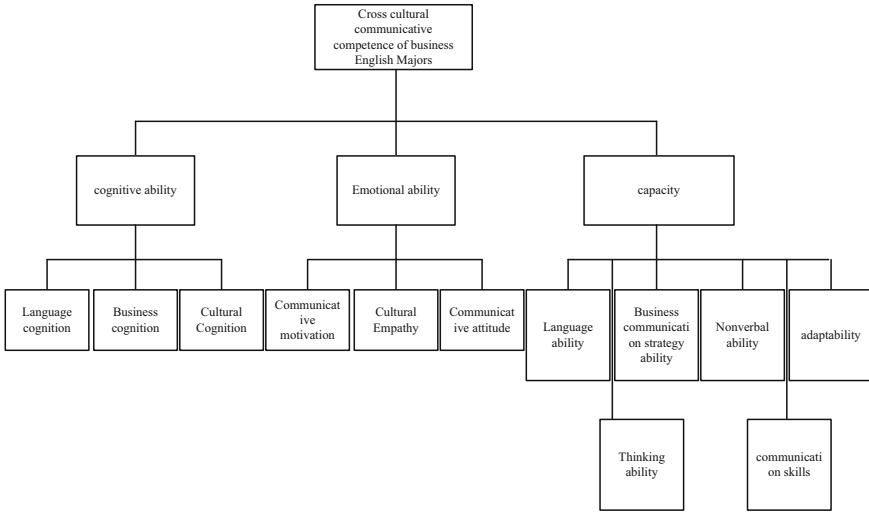 Cross cultural
communicative
competence of business
English Majors
cognitive ability
Emotional ability
capacity
Language
cognition
Business
cognition
Cultural
Cognition
Communicat
ive
motivation
Cultural
Empathy
Communicat
ive attitude
Language
ability
Business
communicati
on strategy
ability
Nonverbal
ability
adaptability
Thinking
ability
communicati
on skills